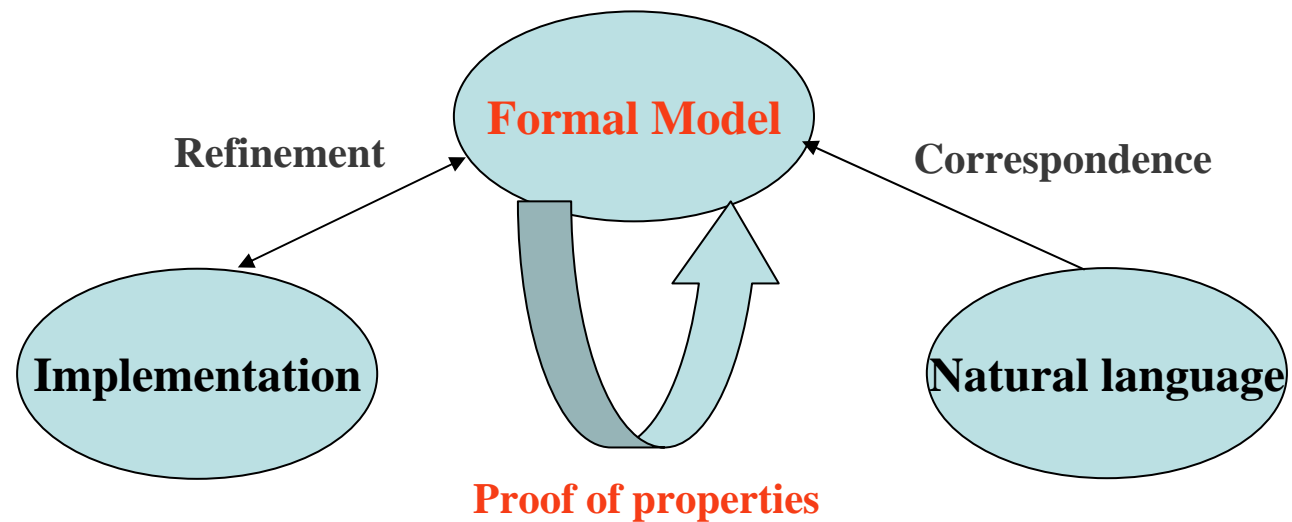 Formal Model
Refinement
Correspondence
Implementation
Natural language
Proof of properties